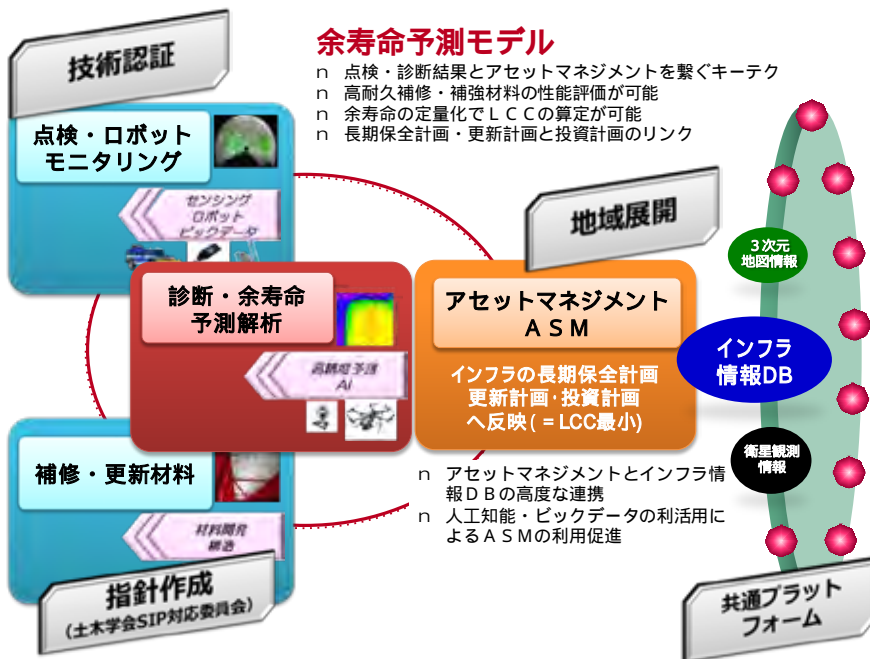 技術認証
余寿命予測モデル
n 点検・診断結果とアセットマネジメントを繋ぐキーテク
n 高耐久補修・補強材料の性能評価が可能
n 余寿命の定量化でＬＣＣの算定が可能
n 長期保全計画・更新計画と投資計画のリンク
点検・ロボット
モニタリング
センシング
ロボット
ビックデータ
地域展開
診断・余寿命
予測解析
高精度予測
AI
アセットマネジメント
ＡＳＭ
インフラの長期保全計画
更新計画・投資計画
へ反映(＝LCC最小)
３次元
地図情報
インフラ
情報DB
衛星観測
情報
補修・更新材料
材料開発
構造
n アセットマネジメントとインフラ情
報ＤＢの高度な連携
n 人工知能・ビックデータの利活用に
よるＡＳＭの利用促進
指針作成
(土木学会SIP対応委員会)
共通プラット
フォーム